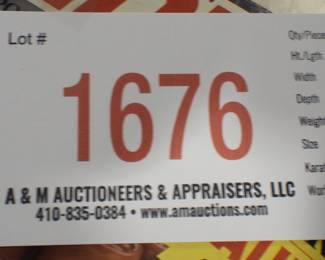 Lot #
1676
A & M AUCTIONEERS & APPRAISERS, LLC
410-835-0384 • www.amauctions.com
Qty/Piece
Ht./Lgth.
Width
Depth
Weight
Size
Karat